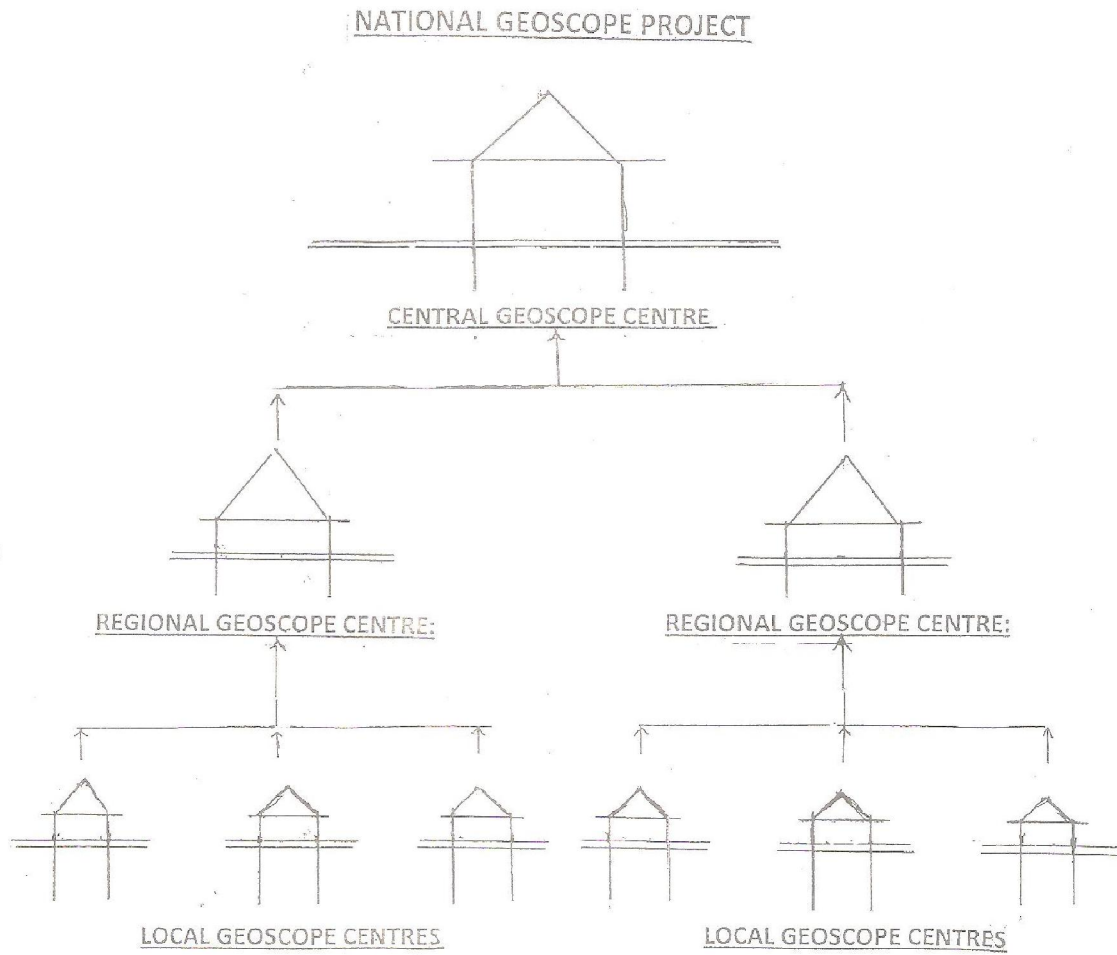 NATIONAL GEOSCOPE PROJECT
CENTRAL GEOSCOPE CENTRE
REGIONAL GEOSCOPE CENTRE:
REGIONAL GEOSCOPE CENTRE:
LOCAL GEOSCOPE CENTRES
LOCAL GEOSCOPE CENTRES